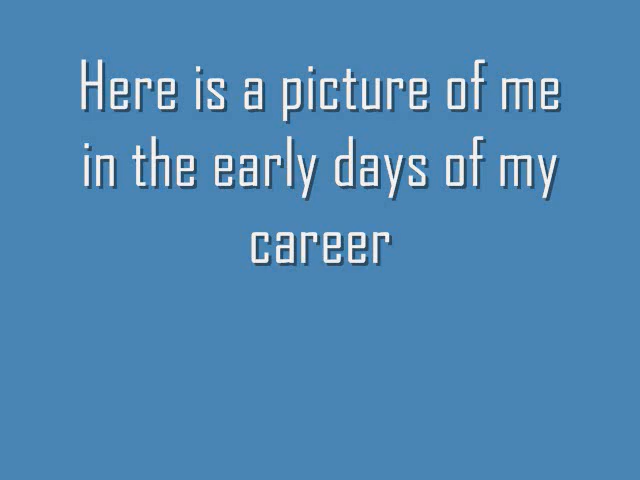 Here is a picture of me
in the early days of my
career